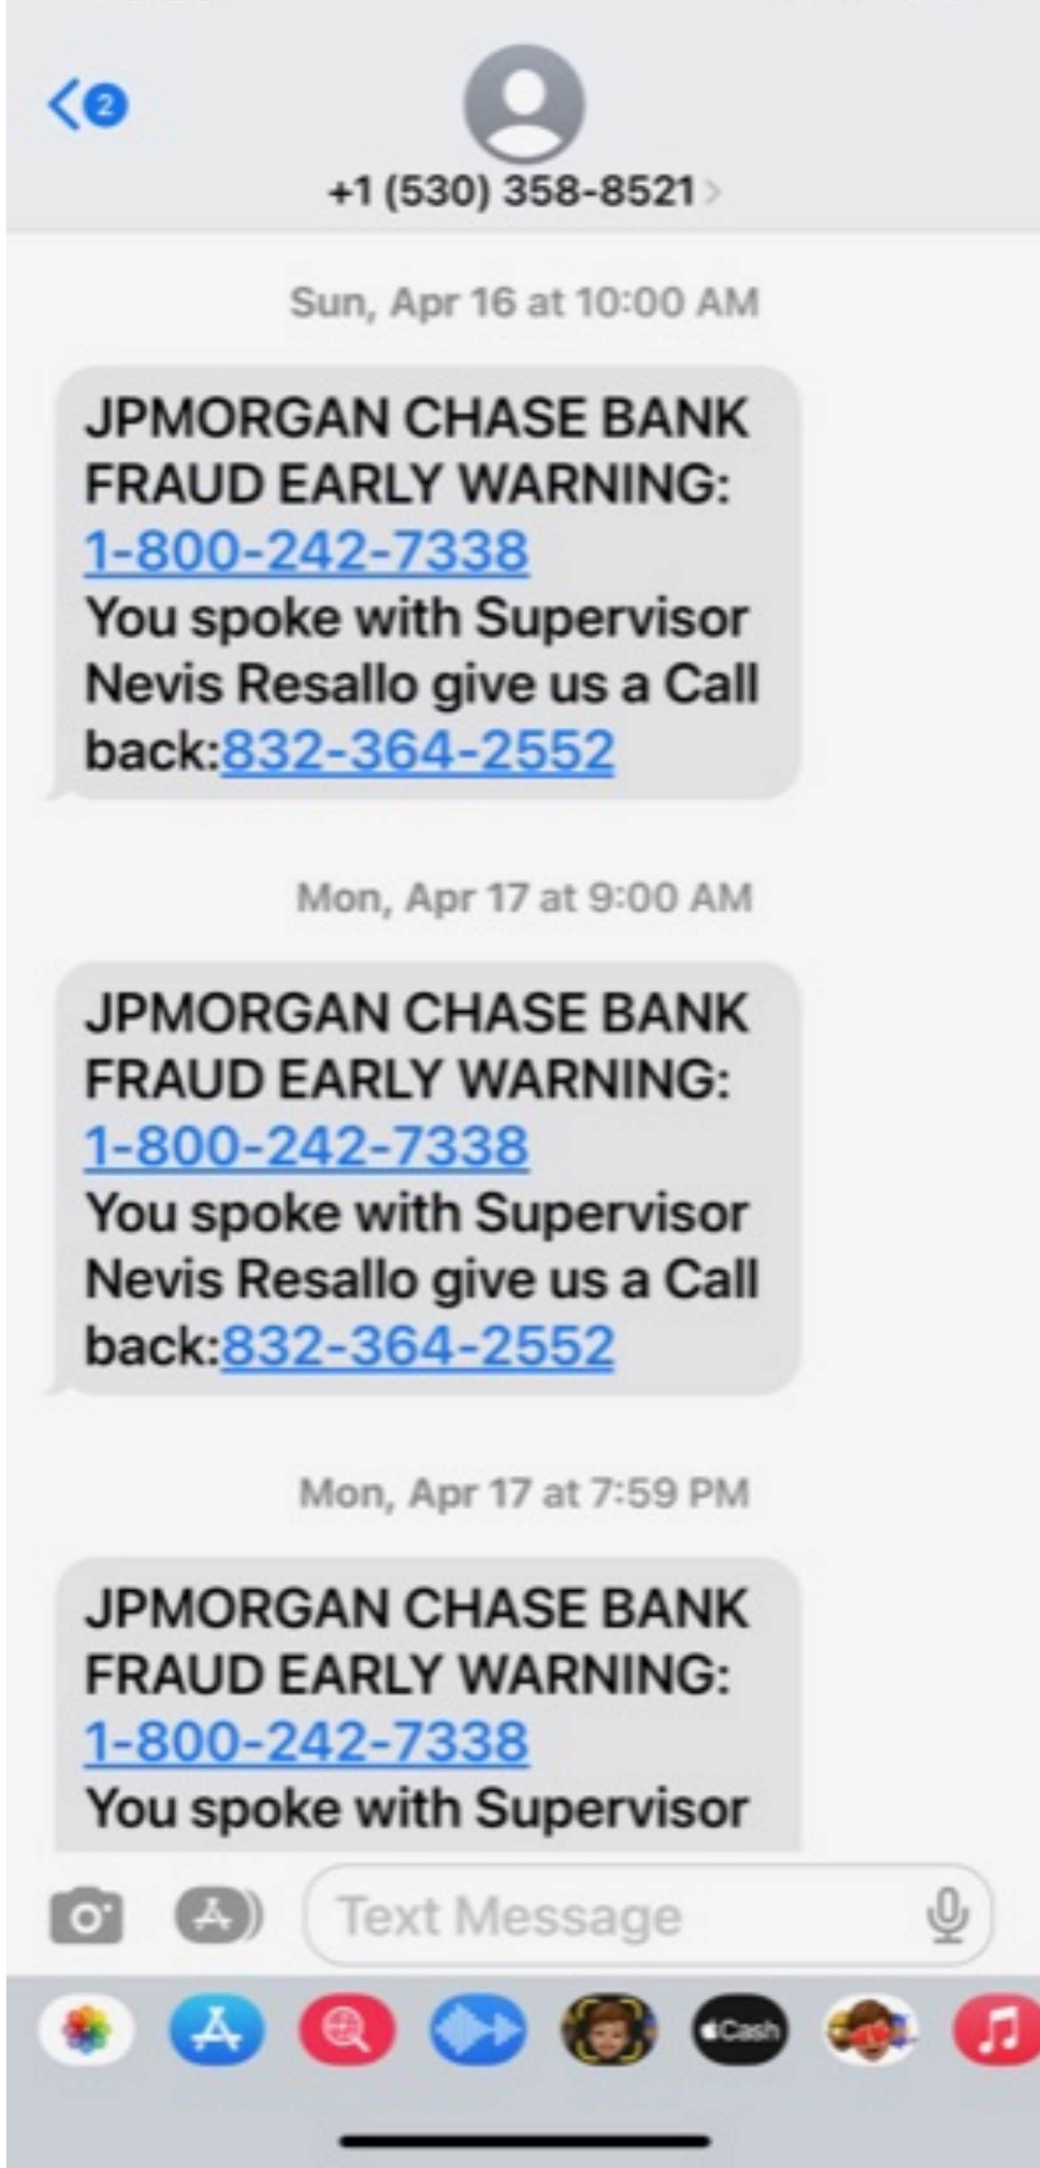 2
+1 (530) 358-8521
Sun, Apr 16 at 10:00 AM
JPMORGAN CHASE BANK
FRAUD EARLY WARNING:
1-800-242-7338
You spoke with Supervisor
Nevis Resallo give us a Call
back:832-364-2552
Mon, Apr 17 at 9:00 AM
JPMORGAN CHASE BANK
FRAUD EARLY WARNING:
1-800-242-7338
You spoke with Supervisor
Nevis Resallo give us a Call
back:832-364-2552
Mon, Apr 17 at 7:59 PM
JPMORGAN CHASE BANK
FRAUD EARLY WARNING:
1-800-242-7338
You spoke with Supervisor
Text Message
Cash